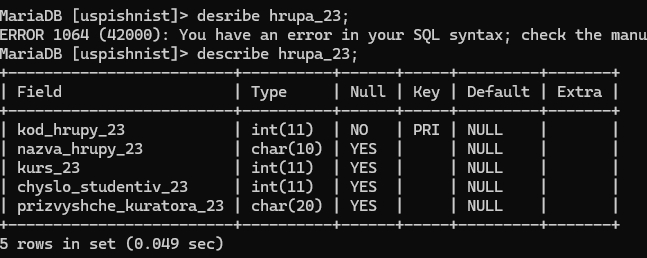 MariaDB [uspishnist]> desribe hrupa_23;
ERROR 1064 (42000): You have an error in your SQL syntax; check the manu
MariaDB [uspishnist]> describe hrupa_23;
+-----------------------+----------+------+-----+---------+-------+
| Field                 | Type     | Null | Key | Default | Extra |
+-----------------------+----------+------+-----+---------+-------+
| kod_hrupy_23          | int(11)  | NO   | PRI | NULL    |       |
| nazva_hrupy_23        | char(10) | YES  |     | NULL    |       |
| kurs_23               | int(11)  | YES  |     | NULL    |       |
| chyslo_studentiv_23   | int(11)  | YES  |     | NULL    |       |
| prizvyshche_kuratora_23 | char(20) | YES  |     | NULL    |       |
+-----------------------+----------+------+-----+---------+-------+
5 rows in set (0.049 sec)